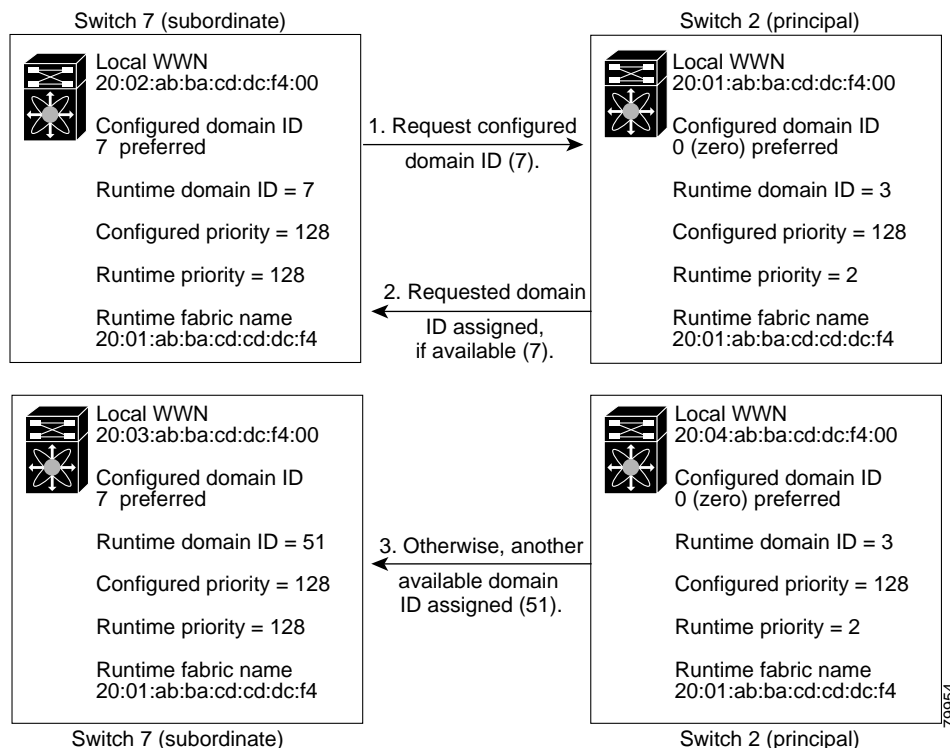 Switch 7 (subordinate)
Local WWN
20:02:ab:ba:cd:dc:f4:00
Configured domain ID
7 preferred
Runtime domain ID = 7
Configured priority = 128
Runtime priority = 128
Runtime fabric name
20:01:ab:ba:cd:cd:dc:f4
1. Request configured
domain ID (7).
2. Requested domain
ID assigned,
if available (7).
Switch 2 (principal)
Local WWN
20:01:ab:ba:cd:dc:f4:00
Configured domain ID
0 (zero) preferred
Runtime domain ID = 3
Configured priority = 128
Runtime priority = 2
Runtime fabric name
20:01:ab:ba:cd:cd:dc:f4
Local WWN
20:03:ab:ba:cd:dc:f4:00
Configured domain ID
7 preferred
Runtime domain ID = 51
Configured priority = 128
Runtime priority = 128
Runtime fabric name
20:01:ab:ba:cd:cd:dc:f4
Switch 7 (subordinate)
3. Otherwise, another
available domain
ID assigned (51).
Local WWN
20:04:ab:ba:cd:dc:f4:00
Configured domain ID
0 (zero) preferred
Runtime domain ID = 3
Configured priority = 128
Runtime priority = 2
Runtime fabric name
20:01:ab:ba:cd:cd:dc:f4
Switch 2 (principal)
79954